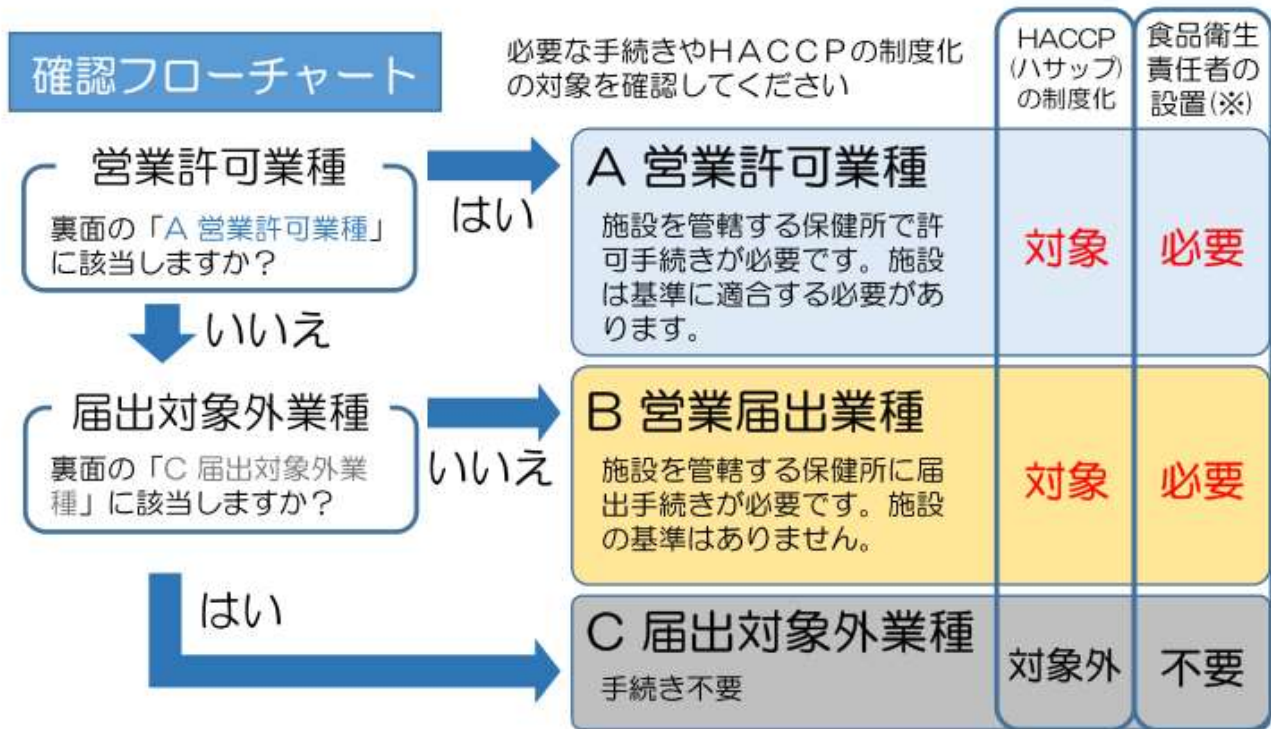 確認フローチャート
必要な手続きやHACCPの制度化
の対象を確認してください
HACCP
(ハサップ)
の制度化
食品衛生
責任者の
設置(※)
営業許可業種
裏面の「A 営業許可業種」
に該当しますか？
はい
いいえ
A 営業許可業種
施設を管轄する保健所で許
可手続きが必要です。施設
は基準に適合する必要があ
ります。
対象
必要
届出対象外業種
裏面の「C 届出対象外業
種」に該当しますか？
いいえ
はい
B 営業届出業種
施設を管轄する保健所に届
出手続きが必要です。施設
の基準はありません。
対象
必要
C 届出対象外業種
手続き不要
対象外
不要